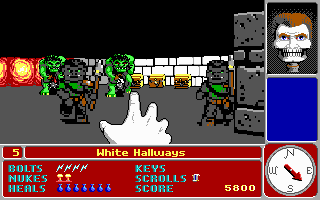 5 White Hallways
BOLTS KEYS
NUKES SCROLLS
HEALS SCORE 5800
N
W E
S